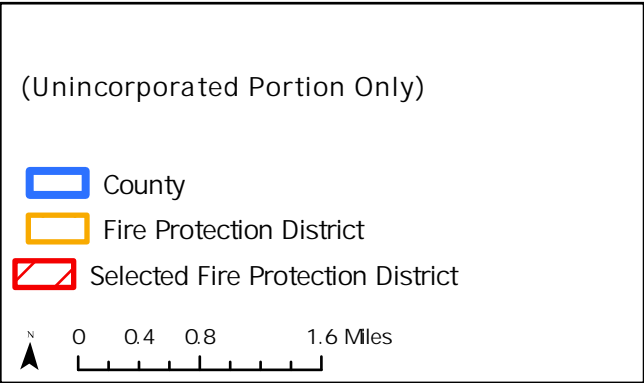 (Unincorporated Portion Only)
County
Fire Protection District
Selected Fire Protection District
N
0 0.4 0.8 1.6 Miles